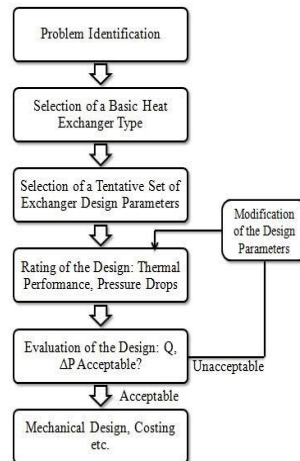 Problem Identification
Selection of a Basic Heat
Exchanger Type
Selection of a Tentative Set of
Exchanger Design Parameters
Modification
of the Design
Parameters
Rating of the Design: Thermal
Performance, Pressure Drops
Evaluation of the Design: Q,
ΔP Acceptable?
Unacceptable
Acceptable
Mechanical Design, Costing
etc.